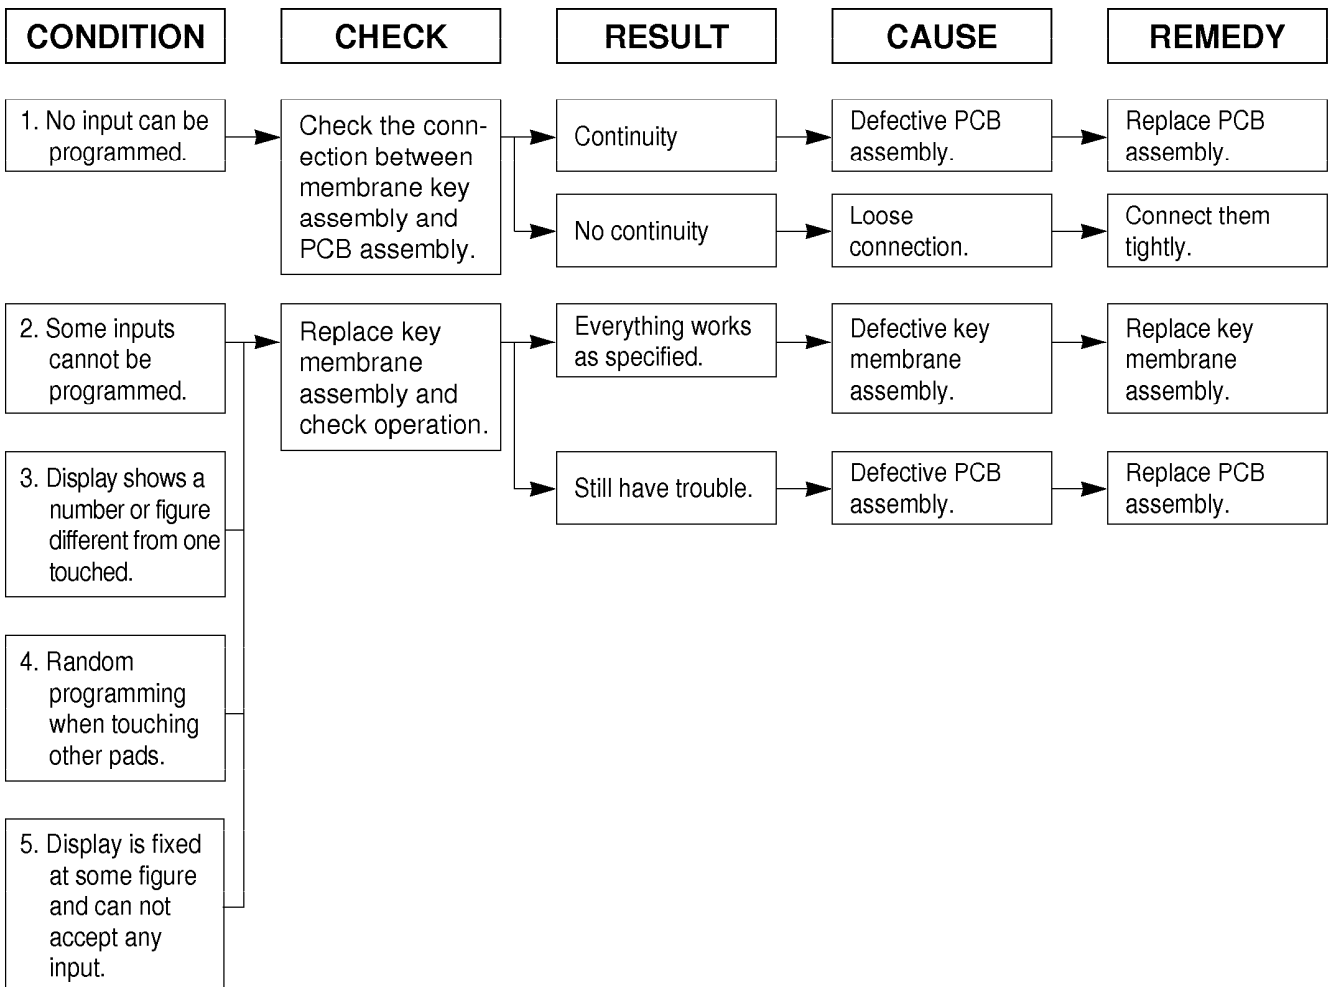 CONDITION
CHECK
RESULT
CAUSE
REMEDY
1. No input can be
programmed.
Check the conn-
ection between
membrane key
assembly and
PCB assembly.
Continuity
Defective PCB
assembly.
Replace PCB
assembly.
No continuity
Loose
connection.
Connect them
tightly.
2. Some inputs
cannot be
programmed.
Replace key
membrane
assembly and
check operation.
Everything works
as specified.
Defective key
membrane
assembly.
Replace key
membrane
assembly.
Still have trouble.
Defective PCB
assembly.
Replace PCB
assembly.
3. Display shows a
number or figure
different from one
touched.
4. Random
programming
when touching
other pads.
5. Display is fixed
at some figure
and can not
accept any
input.